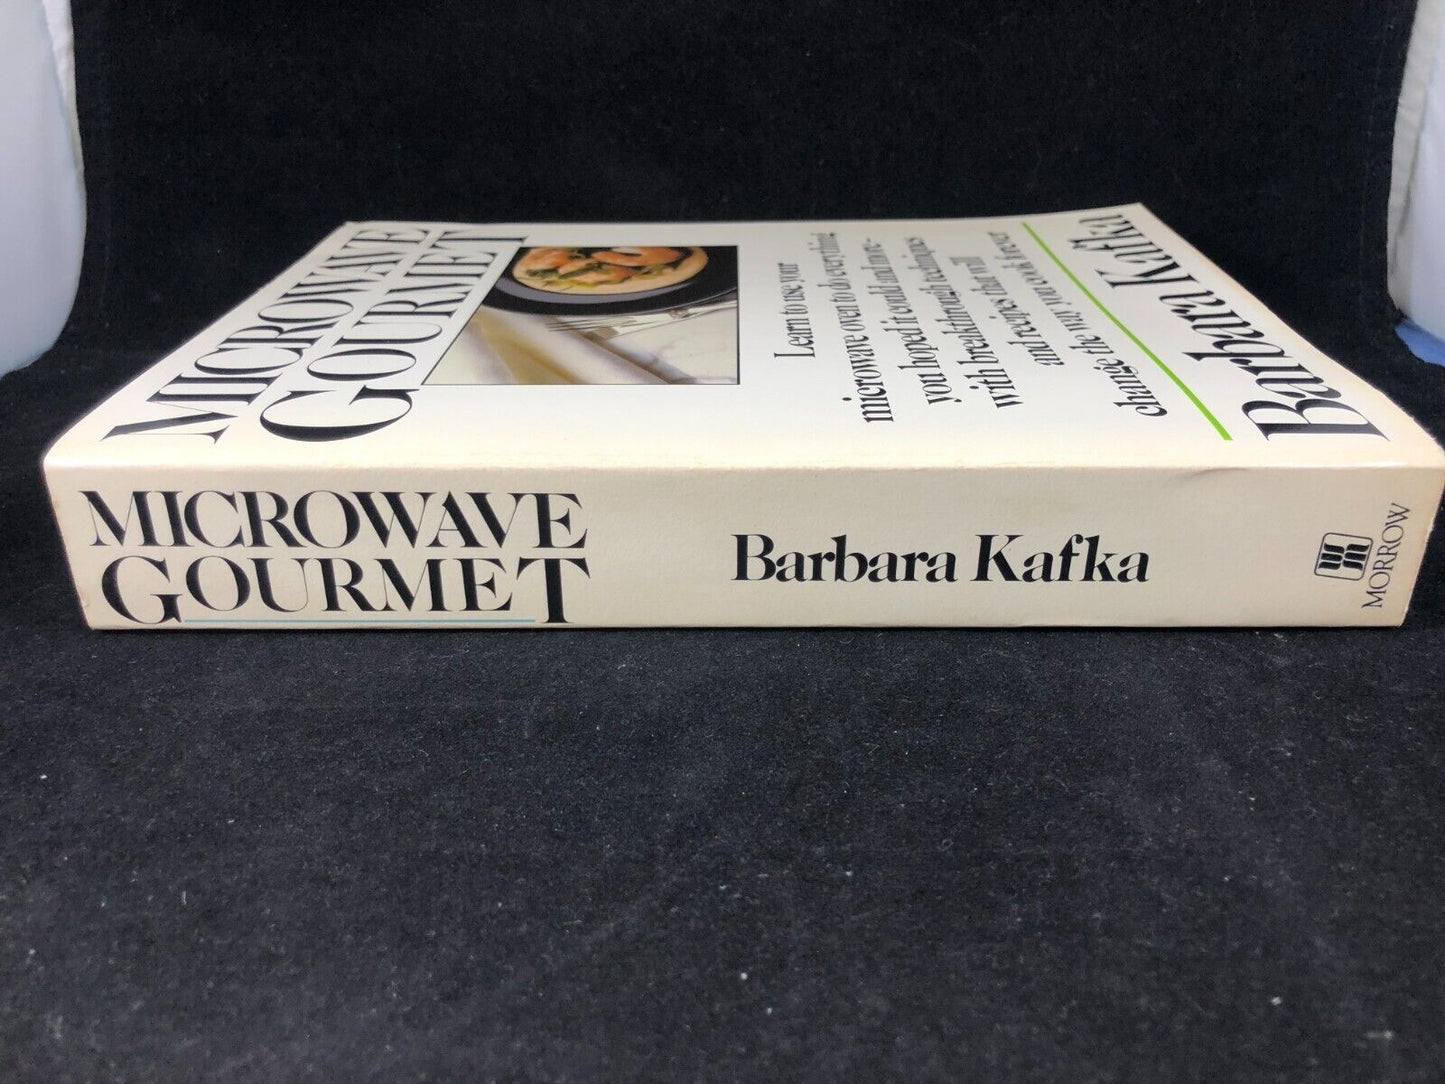 MICROWAVE
GOURMET
Learn to use your
microwave oven to do everything
you hoped it could and more–
with breakthrough techniques
and recipes that will
change the way you cook forever
Barbara Kafka
MICROWAVE
GOURMET
Barbara Kafka
MORROW